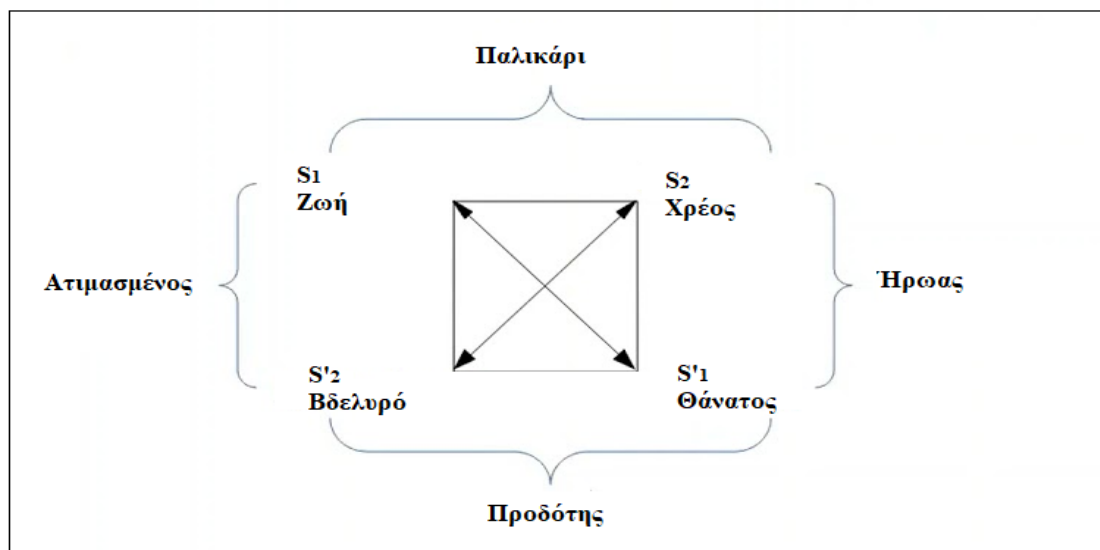 Παλικάρι
S1
Ζωή
S2
Χρέος
Ατιμασμένος
Ήρωας
S'2
Βδελυρό
S'1
Θάνατος
Προδότης